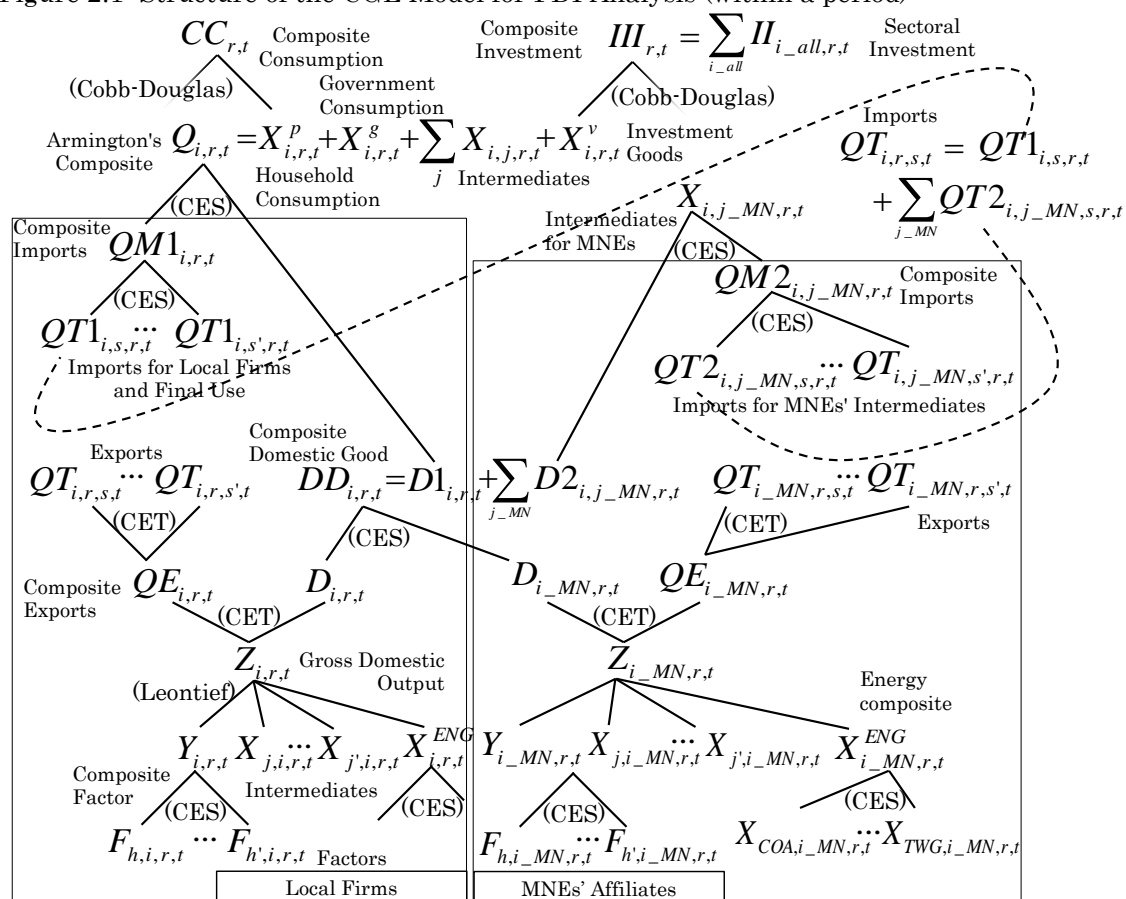 Figure 2.1 Structure of the CGE Model for FDI Analysis (within a period)
CC_{r,t} Composite Consumption
Composite Investment III_{r,t} = ∑_{i_all} II_{i_all,r,t} Sectoral Investment
(Cobb-Douglas) Government Consumption (Cobb-Douglas)
Armington's Composite Q_{i,r,t} = X^{p}_{i,r,t} + X^{g}_{i,r,t} + ∑_{j} X_{i,j,r,t} + X^{v}_{i,r,t} Investment Goods
Household Consumption Intermediates
Imports
QT_{i,r,s,t} = QT1_{i,s,r,t}
+ ∑_{j_MN} QT2_{i,j_MN,s,r,t}
(CES)
Composite Imports QM1_{i,r,t}
(CES)
QT1_{i,s,r,t} ... QT1_{i,s',r,t}
Imports for Local Firms
and Final Use
Intermediates for MNEs X_{i,j_MN,r,t}
(CES)
QM2_{i,j_MN,r,t} Composite Imports
(CES)
QT2_{i,j_MN,s,r,t} ... QT_{i,j_MN,s',r,t}
Imports for MNEs' Intermediates
Exports
QT_{i,r,s,t} ... QT_{i,r,s',t}
(CET)
Composite
Domestic Good
DD_{i,r,t} = D1_{i,r,t} + ∑_{j_MN} D2_{i,j_MN,r,t}
(CES)
QT_{i_MN,r,s,t} ... QT_{i_MN,r,s',t}
(CET) Exports
Composite Exports QE_{i,r,t} D_{i,r,t}
(CET)
D_{i_MN,r,t} QE_{i_MN,r,t}
(CET)
Z_{i,r,t} Gross Domestic Output
(Leontief)
Y_{i,r,t} X_{j,i,r,t} ... X_{j',i,r,t} X^{ENG}_{i,r,t}
Composite Factor (CES) Intermediates (CES)
F_{h,i,r,t} ... F_{h',i,r,t} Factors
Local Firms
Z_{i_MN,r,t}
Energy composite
Y_{i_MN,r,t} X_{j,i_MN,r,t} ... X_{j',i_MN,r,t} X^{ENG}_{i_MN,r,t}
(CES) (CES)
F_{h,i_MN,r,t} ... F_{h',i_MN,r,t} X_{COA,i_MN,r,t} ... X_{TWG,i_MN,r,t}
MNEs' Affiliates